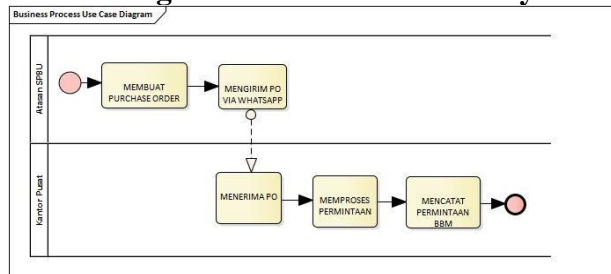 Business Process Use Case Diagram
Atasan SPBU
MEMBUAT
PURCHASE ORDER
MENGIRIM PO
VIA WHATSAPP
Kantor Pusat
MENERIMA PO
MEMPROSES
PERMINTAAN
MENCATAT
PERMINTAAN
BBM